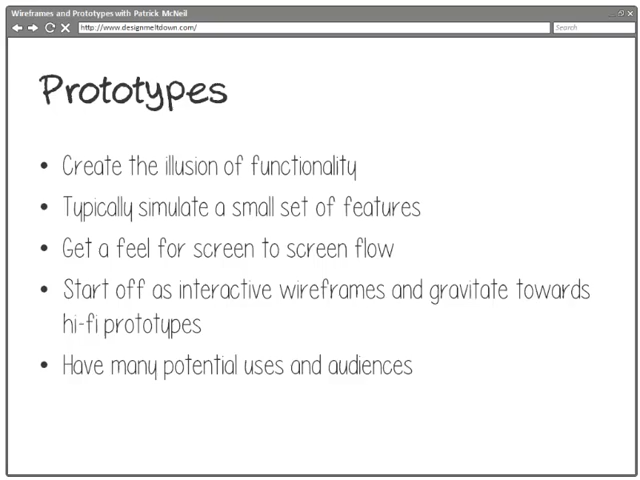 Wireframes and Prototypes with Patrick McNeil
http://www.designmeltdown.com/
Search
Prototypes
• Create the illusion of functionality
• Typically simulate a small set of features
• Get a feel for screen to screen flow
• Start off as interactive wireframes and gravitate towards
hi-fi prototypes
• Have many potential uses and audiences